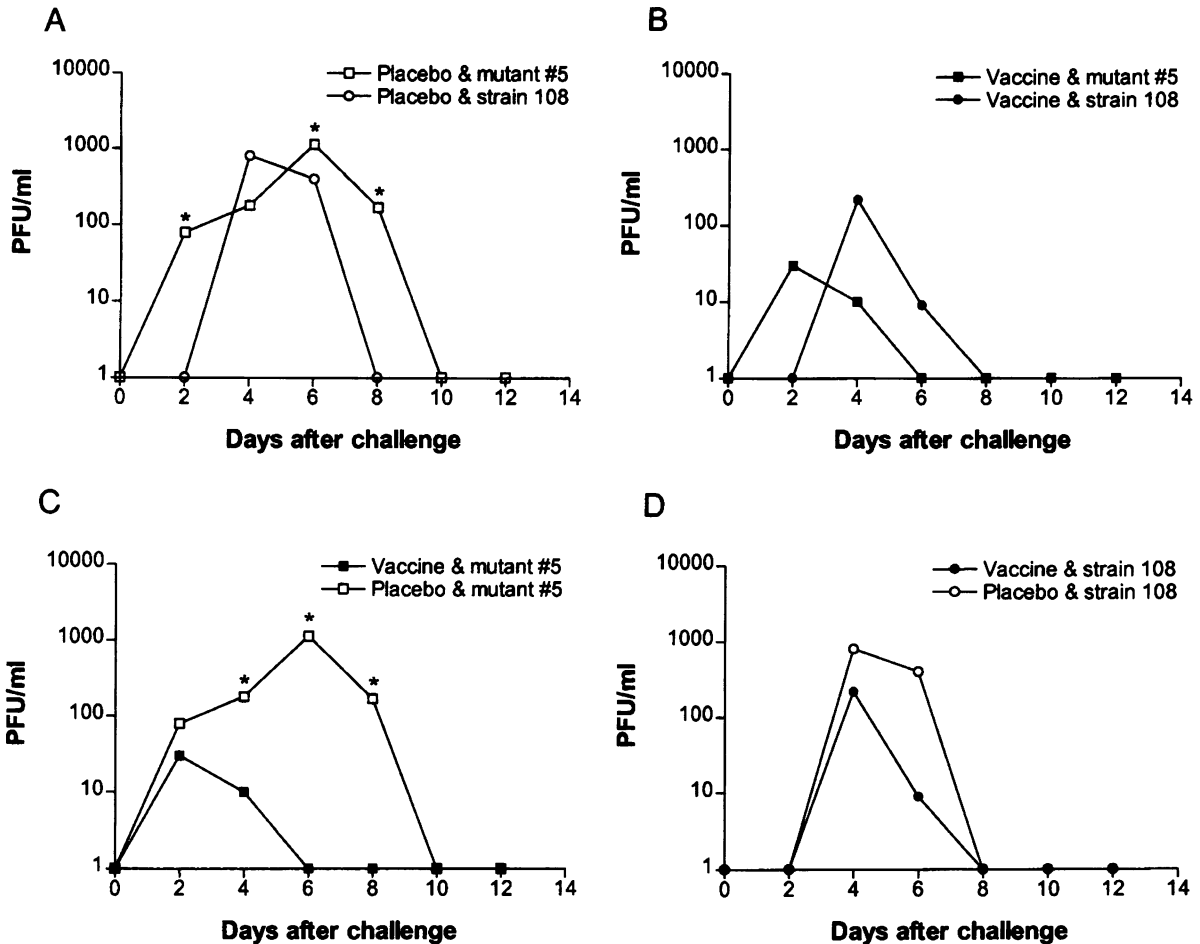 A
Placebo & mutant #5
Placebo & strain 108
10000
1000
100
10
1
PFU/ml
*
*
*
0 2 4 6 8 10 12 14
Days after challenge
B
Vaccine & mutant #5
Vaccine & strain 108
10000
1000
100
10
1
PFU/ml
0 2 4 6 8 10 12 14
Days after challenge
C
Vaccine & mutant #5
Placebo & mutant #5
10000
1000
100
10
1
PFU/ml
*
*
*
0 2 4 6 8 10 12 14
Days after challenge
D
Vaccine & strain 108
Placebo & strain 108
10000
1000
100
10
1
PFU/ml
0 2 4 6 8 10 12 14
Days after challenge